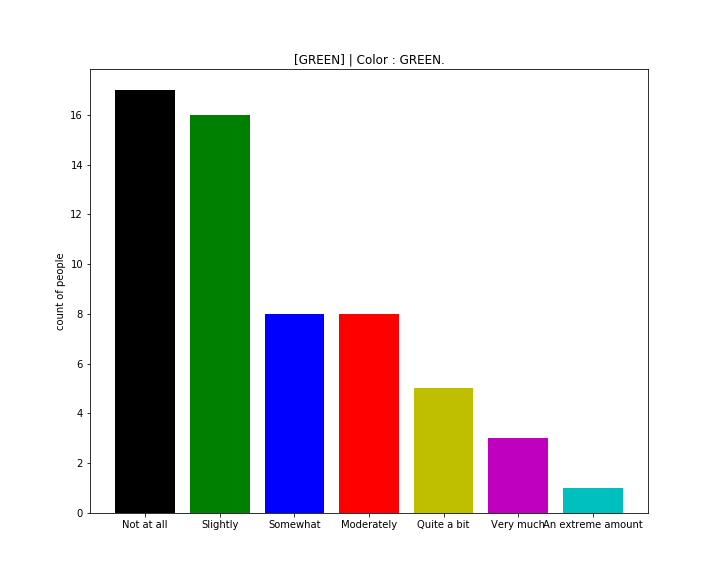 [GREEN] | Color : GREEN.
count of people
16
14
12
10
8
6
4
2
0
Not at all
Slightly
Somewhat
Moderately
Quite a bit
Very much
An extreme amount